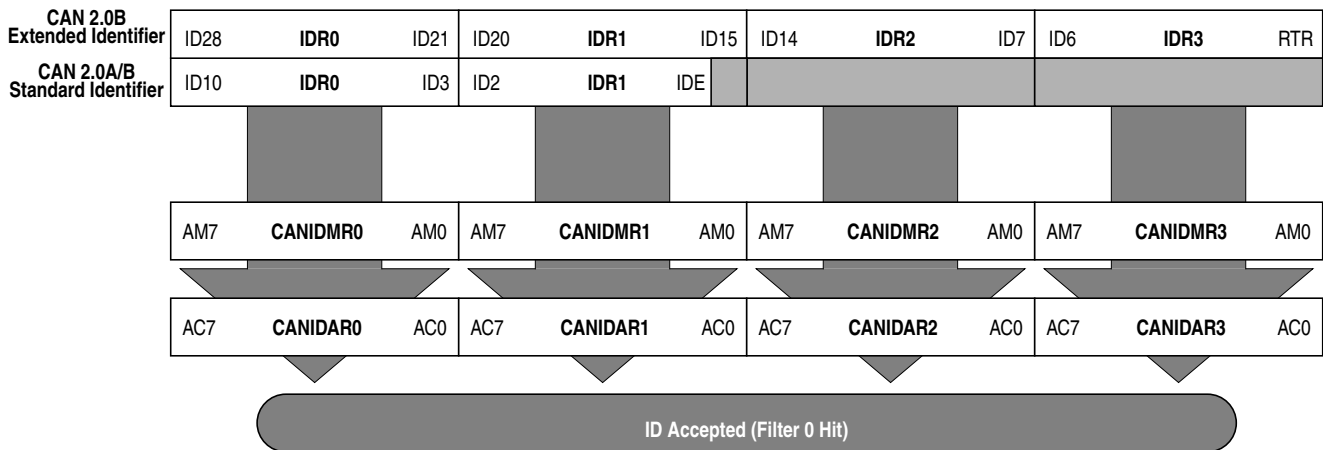 CAN 2.0B
Extended Identifier
ID28 IDR0 ID21 ID20 IDR1 ID15 ID14 IDR2 ID7 ID6 IDR3 RTR
CAN 2.0A/B
Standard Identifier
ID10 IDR0 ID3 ID2 IDR1 IDE
AM7 CANIDMR0 AM0 AM7 CANIDMR1 AM0 AM7 CANIDMR2 AM0 AM7 CANIDMR3 AM0
AC7 CANIDAR0 AC0 AC7 CANIDAR1 AC0 AC7 CANIDAR2 AC0 AC7 CANIDAR3 AC0
ID Accepted (Filter 0 Hit)